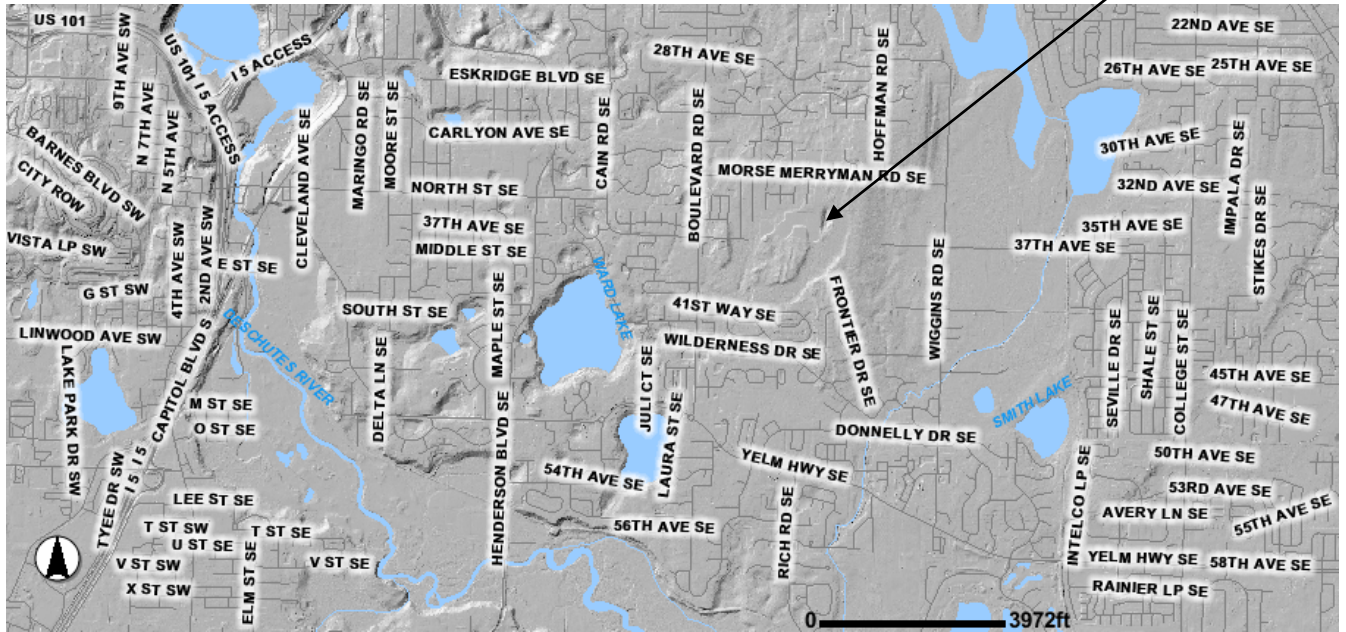 US 101
9TH AVE SW
US 101 I 5 ACCESS
I 5 ACCESS
ESKRIDGE BLVD SE
28TH AVE SE
HOFFMAN RD SE
22ND AVE SE
26TH AVE SE
25TH AVE SE
N 7TH AVE
N 5TH AVE
BARNES BLVD SW
CITY ROW
CLEVELAND AVE SE
MARINGO RD SE
MOORE ST SE
CARLYON AVE SE
CAIN RD SE
BOULEVARD RD SE
30TH AVE SE
IMPALA DR SE
MORSE MERRYMAN RD SE
NORTH ST SE
32ND AVE SE
STIKES DR SE
VISTA LP SW
4TH AVE SW
2ND AVE SW
37TH AVE SE
MIDDLE ST SE
35TH AVE SE
37TH AVE SE
E ST SE
G ST SW
WARD LAKE
MAPLE ST SE
WIGGINS RD SE
FRONTIER DR SE
SOUTH ST SE
41ST WAY SE
LINWOOD AVE SW
DESCHUTES RIVER
WILDERNESS DR SE
SEVILLE DR SE
SHALE ST SE
COLLEGE ST SE
LAKE PARK DR SW
I 5 I 5 CAPITOL BLVD S
DELTA LN SE
JULI CT SE
45TH AVE SE
47TH AVE SE
M ST SE
O ST SE
LAURA ST SE
SMITH LAKE
DONNELLY DR SE
HENDERSON BLVD SE
54TH AVE SE
YELM HWY SE
50TH AVE SE
TYEE DR SW
LEE ST SE
RICH RD SE
INTELCO LP SE
53RD AVE SE
AVERY LN SE
55TH AVE SE
T ST SW
T ST SE
U ST SE
56TH AVE SE
V ST SW
V ST SE
ELM ST SE
YELM HWY SE
58TH AVE SE
X ST SW
RAINIER LP SE
0
3972ft